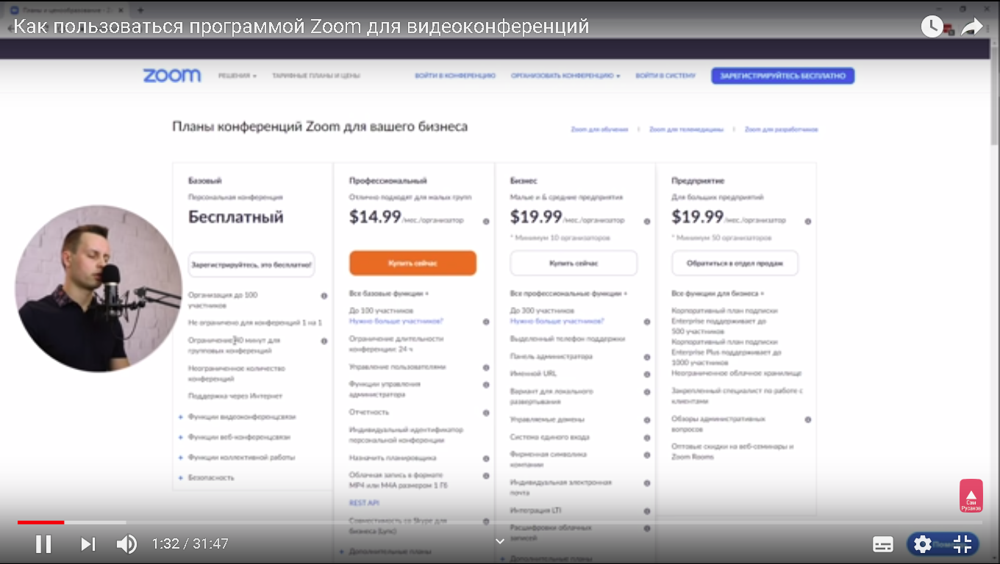 Планы и ценообразование - Z
Как пользоваться программой Zoom для видеоконференций
zoom
РЕШЕНИЯ
ТАРИФНЫЕ ПЛАНЫ И ЦЕНЫ
ВОЙТИ В КОНФЕРЕНЦИЮ
ОРГАНИЗОВАТЬ КОНФЕРЕНЦИЮ
ВОЙТИ В СИСТЕМУ
ЗАРЕГИСТРИРУЙТЕСЬ БЕСПЛАТНО
Планы конференций Zoom для вашего бизнеса
Zoom для обучения
Zoom для телемедицины
Zoom для разработчиков
Базовый
Персональная конференция
Бесплатный
Зарегистрируйтесь, это бесплатно!
Организация до 100
участников
Не ограничено для конференций 1 на 1
Ограничение 40 минут для
групповых конференций
Неограниченное количество
конференций
Поддержка через Интернет
+ Функции видеоконференцсвязи
+ Функции веб-конференцсвязи
+ Функции коллективной работы
+ Безопасность
Профессиональный
Отлично подходит для малых групп
$14.99 /мес./организатор
Купить сейчас
Все базовые функции +
До 100 участников
Нужно больше участников?
Ограничение длительности
конференции: 24 ч
Управление пользователями
Функции управления
администратора
Отчетность
Индивидуальный идентификатор
персональной конференции
Назначить планировщика
Облачная запись в формате
MP4 или M4A размером 1 Гб
REST API
Совместимость со Skype для
бизнеса (Lync)
+ Дополнительные планы
Бизнес
Малые и & средние предприятия
$19.99 /мес./организатор
* Минимум 10 организаторов
Купить сейчас
Все профессиональные функции +
До 300 участников
Нужно больше участников?
Выделенный телефон поддержки
Панель администратора
Именной URL
Вариант для локального
развертывания
Управляемые домены
Система единого входа
Фирменная символика
компании
Индивидуальная электронная
почта
Интеграция LTI
Расшифровки облачных
записей
+ Дополнительные планы
Предприятие
Для больших предприятий
$19.99 /мес./организатор
* Минимум 50 организаторов
Обратиться в отдел продаж
Все функции для бизнеса +
Корпоративный план подписки
Enterprise поддерживает до
500 участников
Корпоративный план подписки
Enterprise Plus поддерживает до
1000 участников
Неограниченное облачное хранилище
Закрепленный специалист по работе с
клиентами
Обзоры административных
вопросов
Оптовые скидки на веб-семинары и
Zoom Rooms
Сам
Русанов
1:32 / 31:47